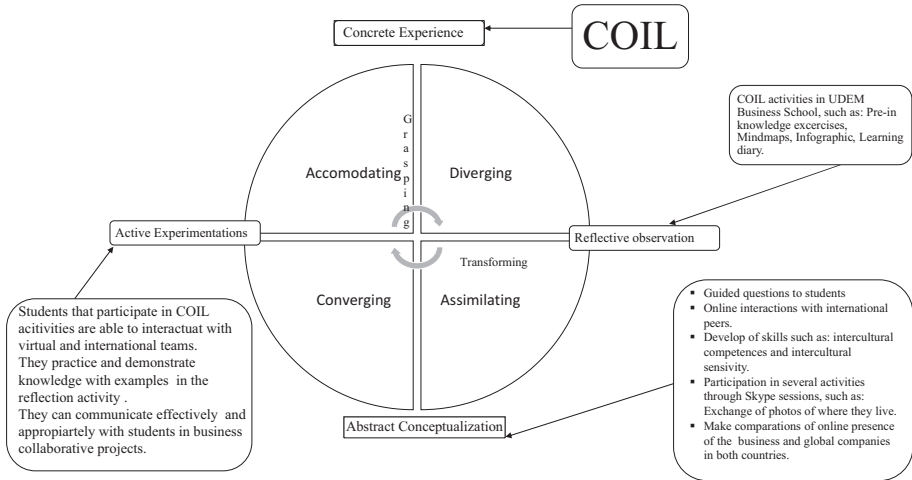 Concrete Experience
COIL
COIL activities in UDEM
Business School, such as: Pre-in
knowledge excercises,
Mindmaps, Infographic, Learning
diary.
Grasping
Accomodating
Diverging
Active Experimentations
Reflective observation
Transforming
Converging
Assimilating
Students that participate in COIL
acitivities are able to interactuat with
virtual and international teams.
They practice and demonstrate
knowledge with examples in the
reflection activity .
They can communicate effectively and
appropiartely with students in business
collaborative projects.
▪ Guided questions to students
▪ Online interactions with international
peers.
▪ Develop of skills such as: intercultural
competences and intercultural
sensivity.
▪ Participation in several activities
through Skype sessions, such as:
Exchange of photos of where they live.
▪ Make comparations of online presence
of the business and global companies
in both countries.
Abstract Conceptualization